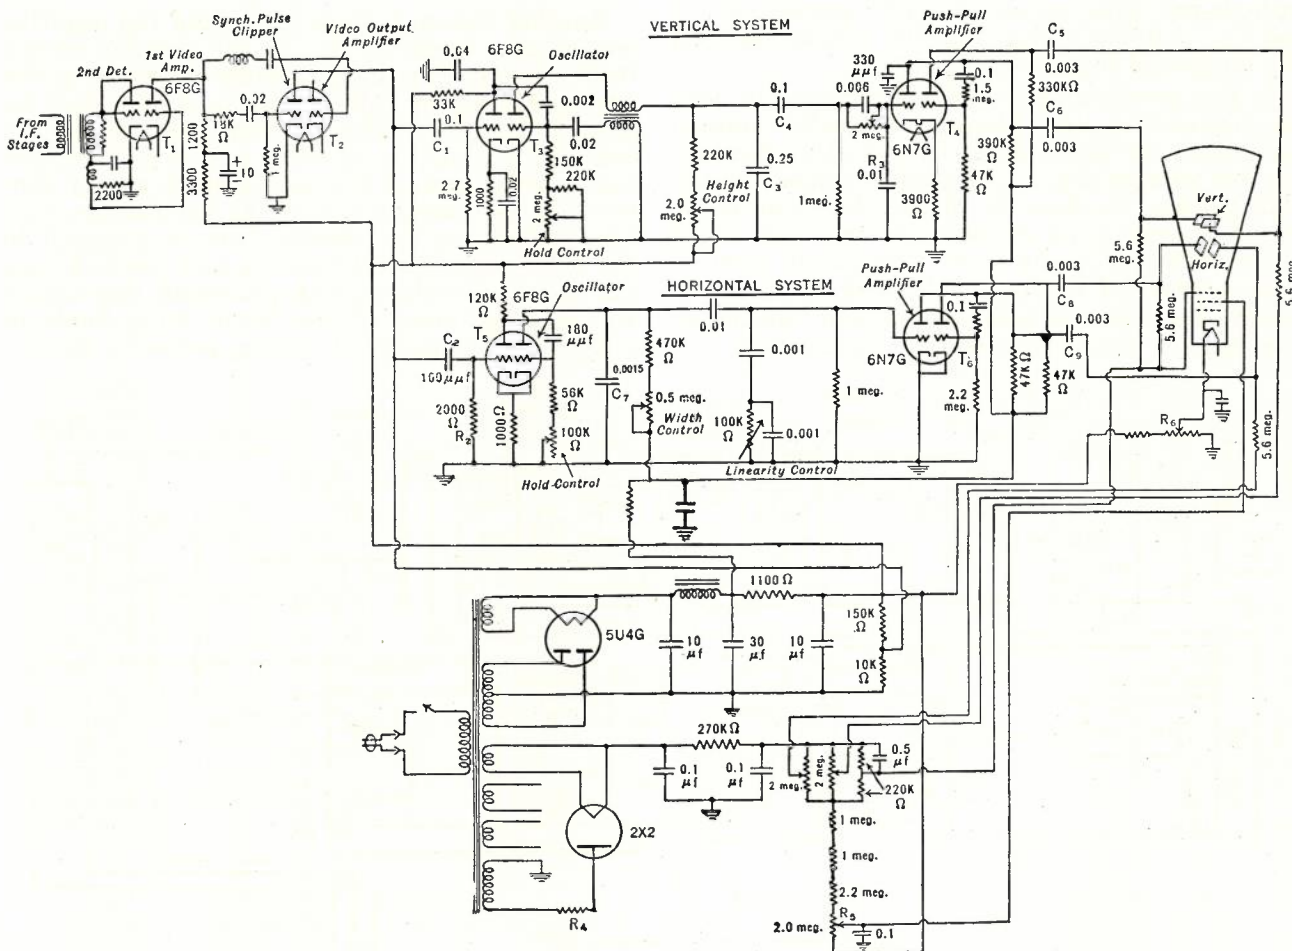 VERTICAL SYSTEM
Synch. Pulse
Clipper
Video Output
Amplifier
1st Video
Amp.
6F8G
2nd Det.
From
I.F.
Stages
T1
2200
1200
3300
18K
Ω
0.02
+
10
1 meg.
T2
0.04
6F8G
Oscillator
33K
0.1
C1
T3
0.002
0.02
150K
220K
2.7
meg.
1000
0.02
2 meg.
Hold Control
220K
2.0
meg.
Height
Control
0.1
C4
0.25
C3
1 meg.
330
μμf
0.006
2 meg.
R3
0.01
Push-Pull
Amplifier
T4
6N7G
3900
Ω
0.1
1.5
meg.
47K
Ω
390K
Ω
330KΩ
C5
0.003
C6
0.003
Vert.
Horiz.
5.6
meg.
5.6 meg.
5.6 meg.
5.6 meg.
HORIZONTAL SYSTEM
120K
Ω
6F8G
Oscillator
T5
C2
100μμf
2000
Ω
R2
1000Ω
180
μμf
56K
Ω
100K
Ω
Hold-Control
0.0015
C7
470K
Ω
0.5 meg.
Width
Control
0.01
0.001
100K
Ω
0.001
Linearity Control
1 meg.
Push-Pull
Amplifier
6N7G
T6
0.1
2.2
meg.
47KΩ
47K
Ω
0.003
C8
0.003
C9
R6
5U4G
10
μf
1100Ω
30
μf
10
μf
150K
Ω
10K
Ω
270KΩ
0.1
μf
0.1
μf
2 meg.
2 meg.
0.5
μf
220K
Ω
2X2
R4
1 meg.
1 meg.
2.2 meg.
R5
2.0 meg.
0.1